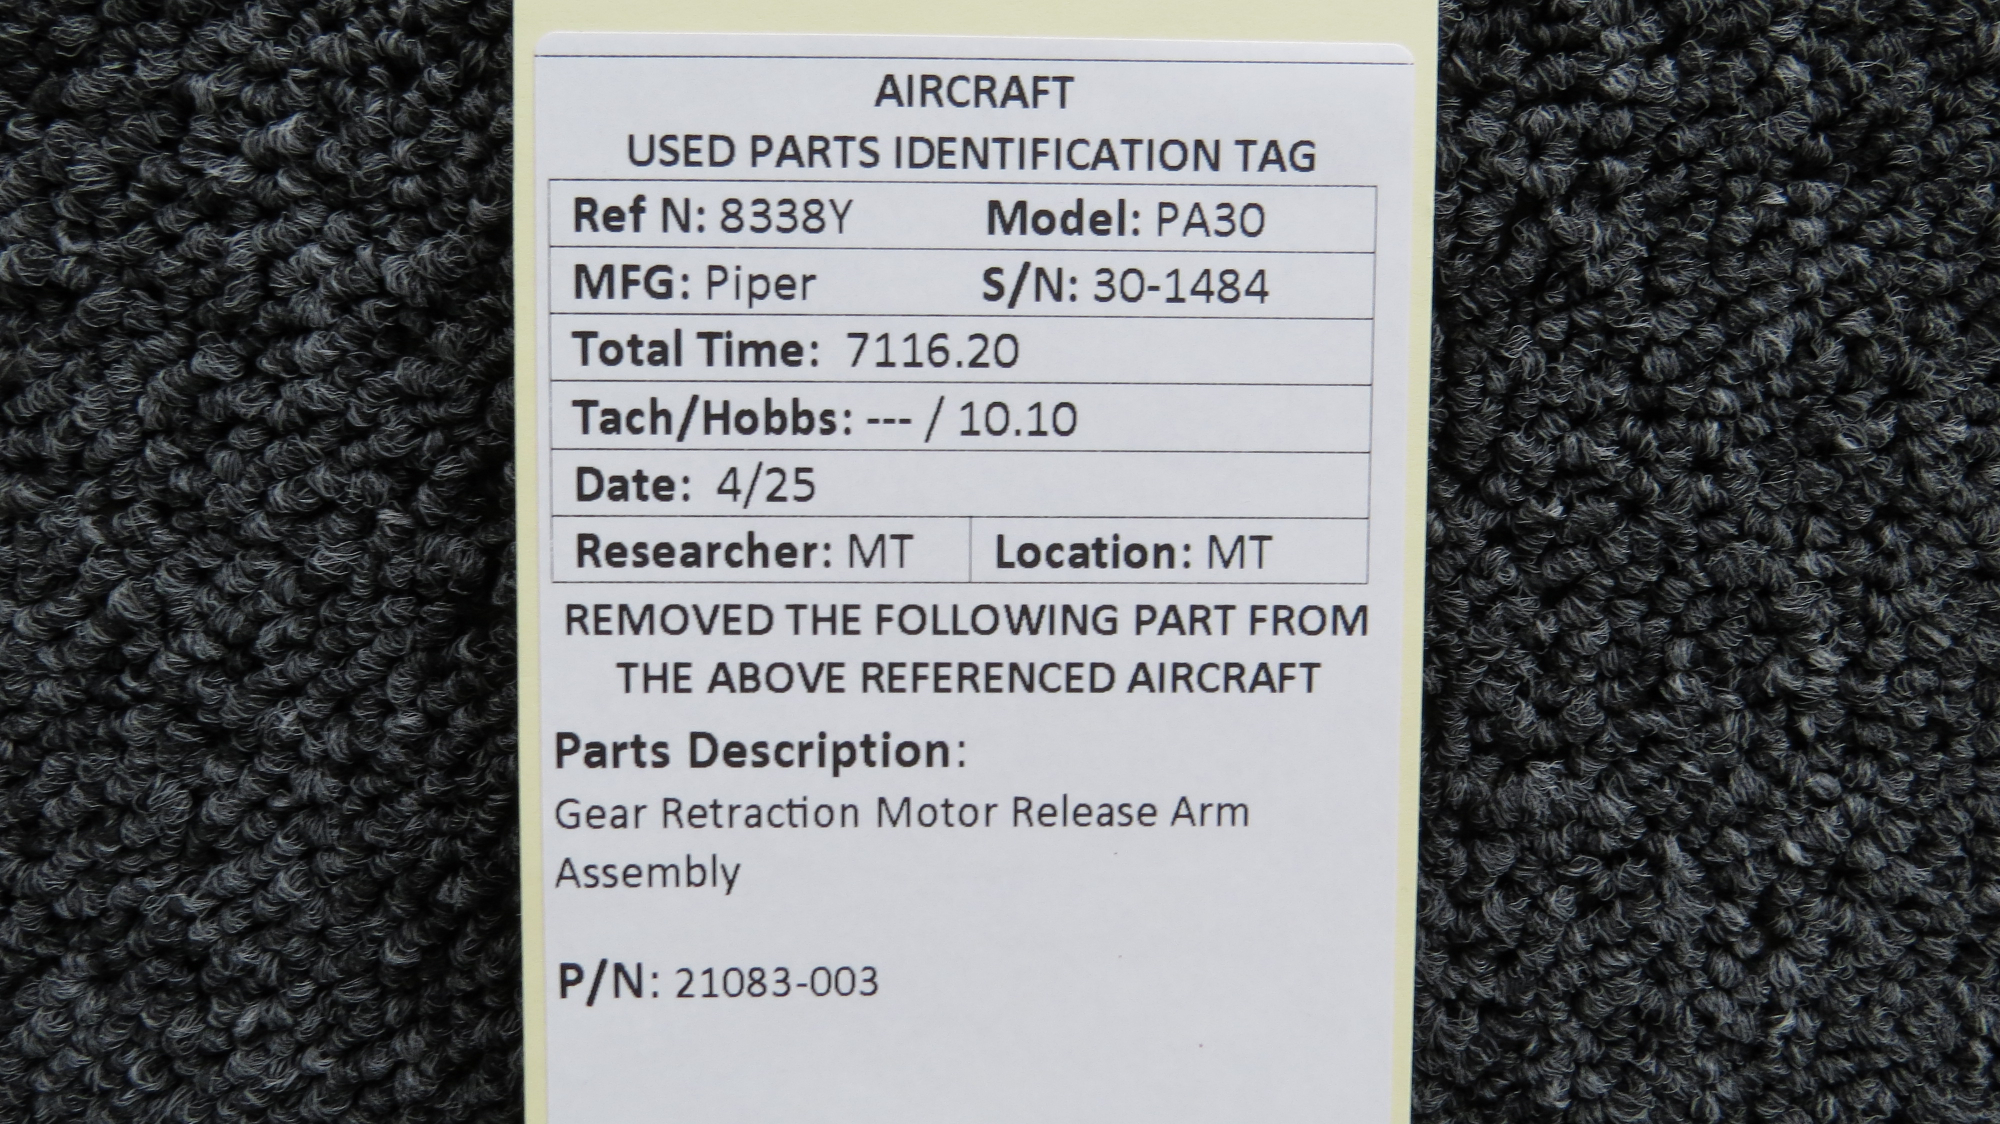 AIRCRAFT
USED PARTS IDENTIFICATION TAG
Ref N: 8338Y Model: PA30
MFG: Piper S/N: 30-1484
Total Time: 7116.20
Tach/Hobbs: --- / 10.10
Date: 4/25
Researcher: MT Location: MT
REMOVED THE FOLLOWING PART FROM
THE ABOVE REFERENCED AIRCRAFT
Parts Description:
Gear Retraction Motor Release Arm
Assembly
P/N: 21083-003